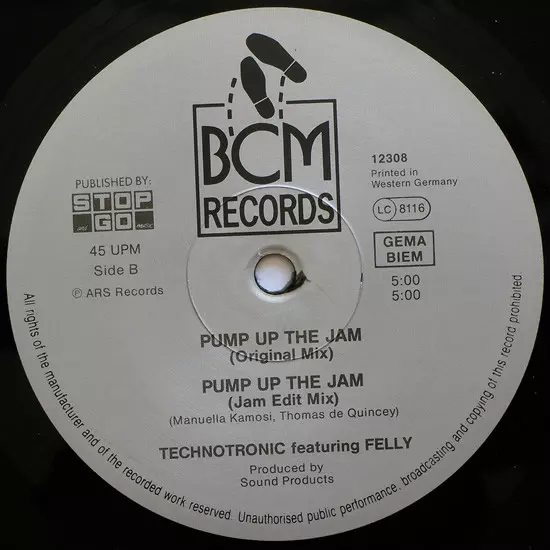 BCM
RECORDS
PUBLISHED BY:
STOP
AND GO MUSIC
45 UPM
Side B
℗ ARS Records
12308
Printed in
Western Germany
LC 8116
GEMA
BIEM
5:00
5:00
PUMP UP THE JAM
(Original Mix)
PUMP UP THE JAM
(Jam Edit Mix)
(Manuella Kamosi, Thomas de Quincey)
TECHNOTRONIC featuring FELLY
Produced by
Sound Products
All rights of the manufacturer and of the recorded work reserved. Unauthorised public performance, broadcasting and copying of this record prohibited